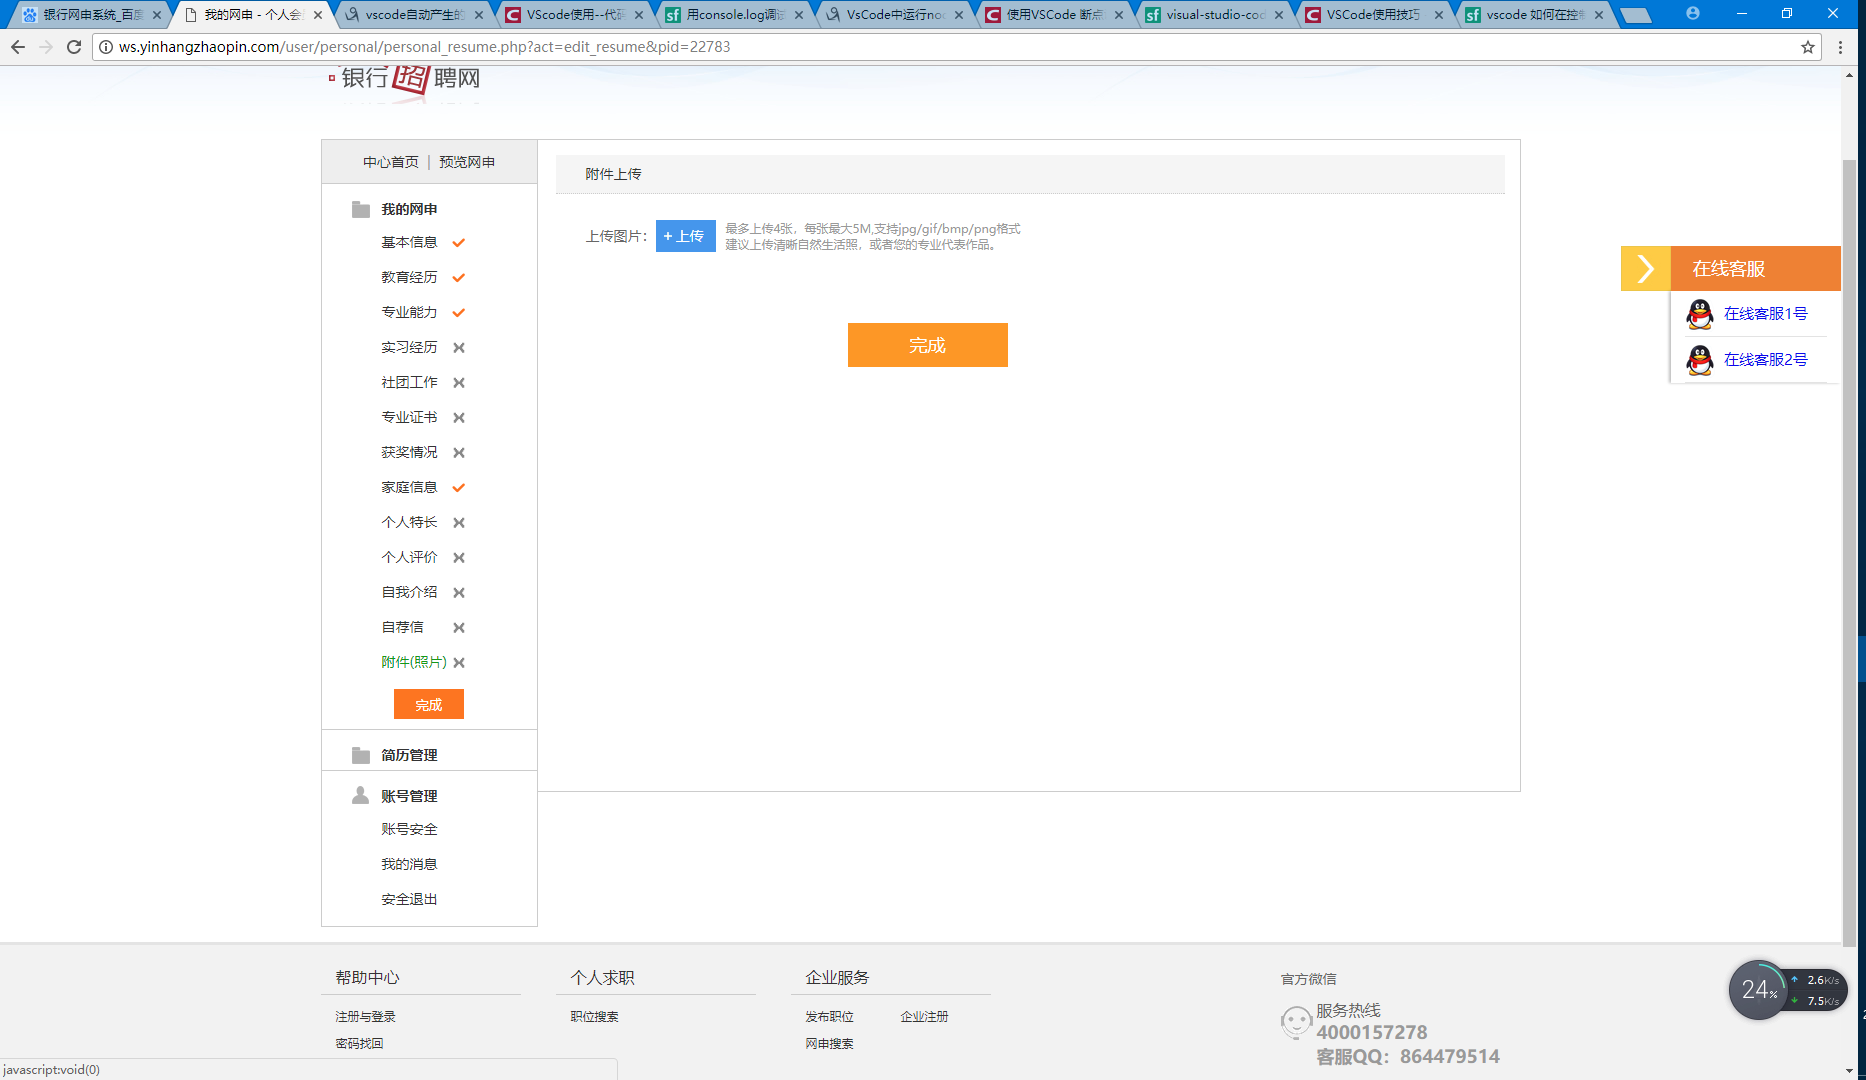 银行网申系统_百度
我的网申 - 个人会
vscode自动产生的
VScode使用--代码
用console.log调试
VsCode中运行nod
使用VSCode 断点
visual-studio-cod
VSCode使用技巧
vscode 如何在控制
ws.yinhangzhaopin.com/user/personal/personal_resume.php?act=edit_resume&pid=22783
银行招聘网
中心首页 | 预览网申
我的网申
基本信息
教育经历
专业能力
实习经历
社团工作
专业证书
获奖情况
家庭信息
个人特长
个人评价
自我介绍
自荐信
附件(照片)
完成
简历管理
账号管理
账号安全
我的消息
安全退出
附件上传
上传图片：
+ 上传
最多上传4张，每张最大5M,支持jpg/gif/bmp/png格式
建议上传清晰自然生活照，或者您的专业代表作品。
完成
在线客服
在线客服1号
在线客服2号
帮助中心
注册与登录
密码找回
个人求职
职位搜索
企业服务
发布职位 企业注册
网申搜索
官方微信
服务热线
4000157278
客服QQ：864479514
24%
2.6K/s
7.5K/s
javascript:void(0)